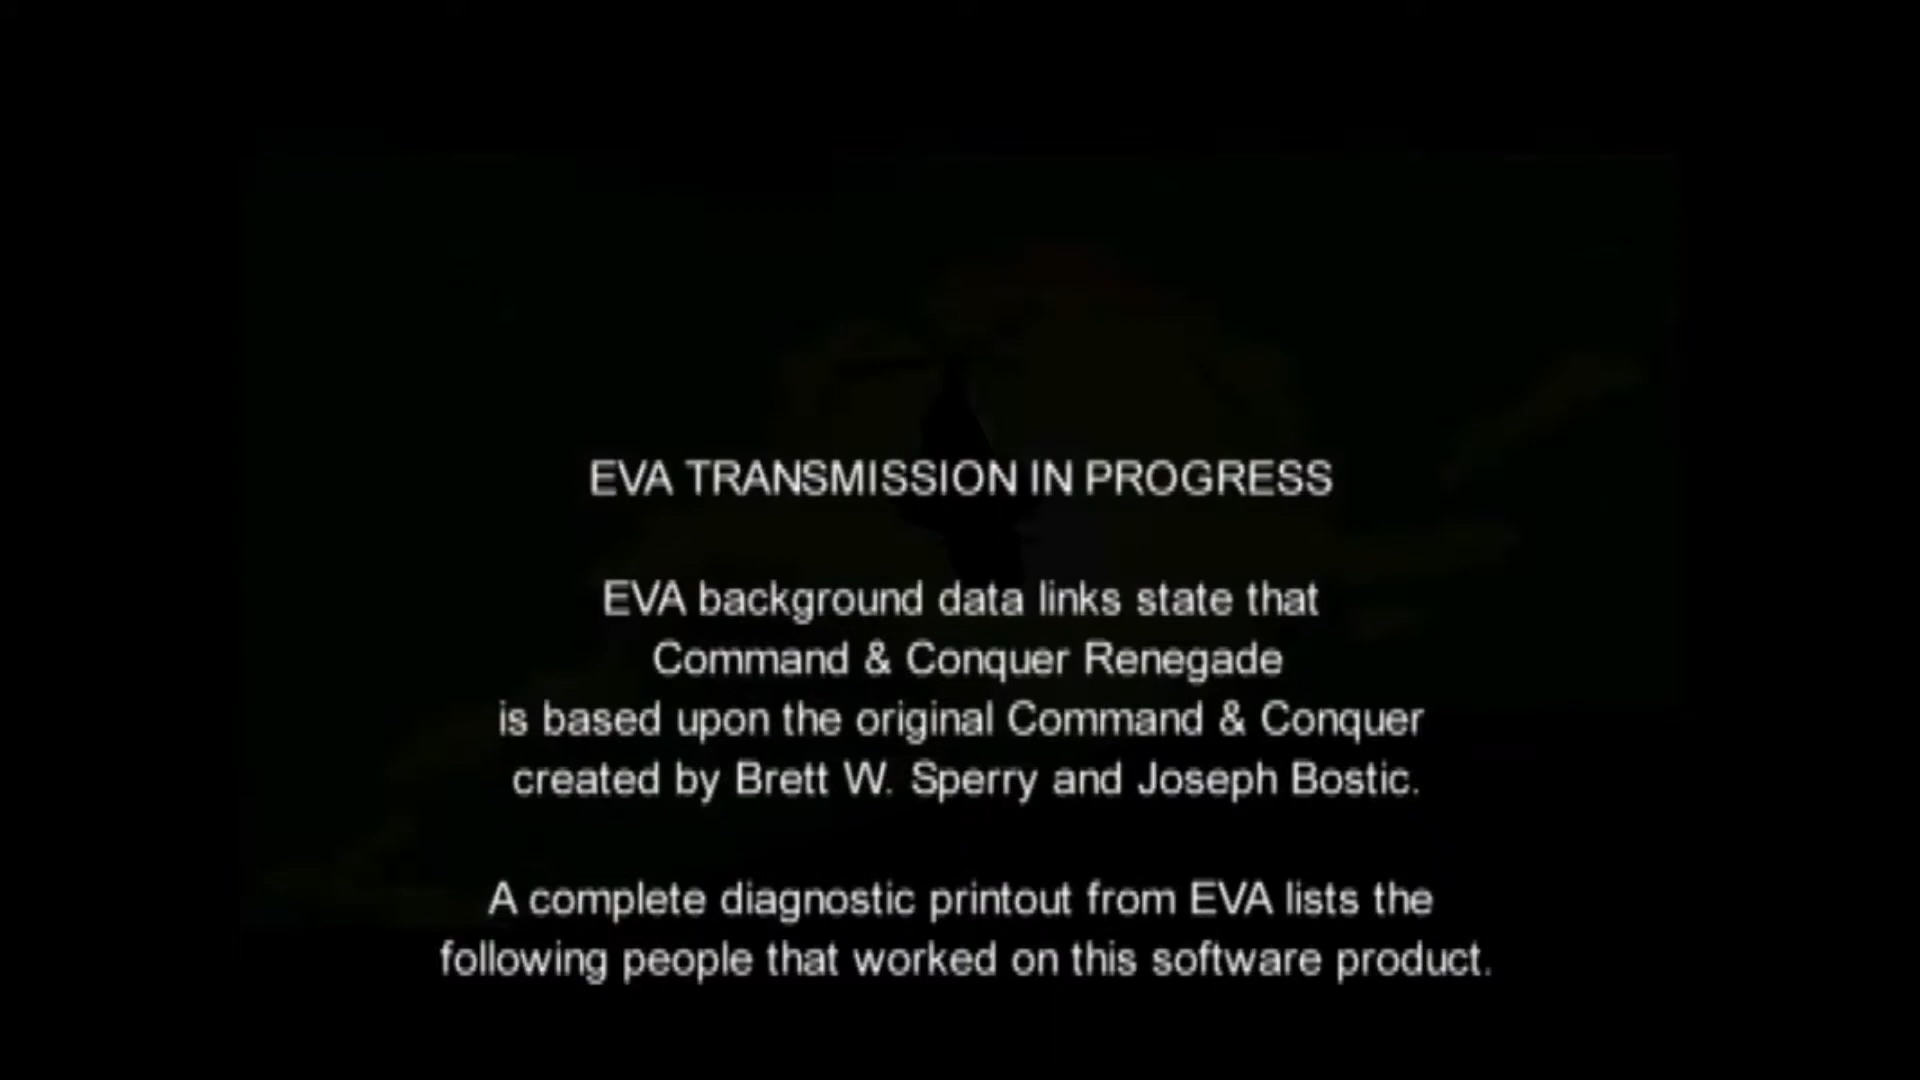 EVA TRANSMISSION IN PROGRESS
EVA background data links state that
Command & Conquer Renegade
is based upon the original Command & Conquer
created by Brett W. Sperry and Joseph Bostic.
A complete diagnostic printout from EVA lists the
following people that worked on this software product.